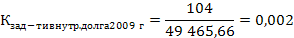 Кзад-тивнутр.долга2009 г = 104 / 49 465,66 = 0,002